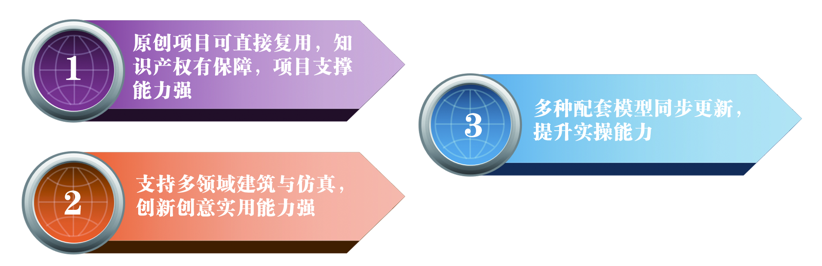 1
原创项目可直接复用，知
识产权有保障，项目支撑
能力强
2
支持多领域建筑与仿真，
创新创意实用能力强
3
多种配套模型同步更新，
提升实操能力